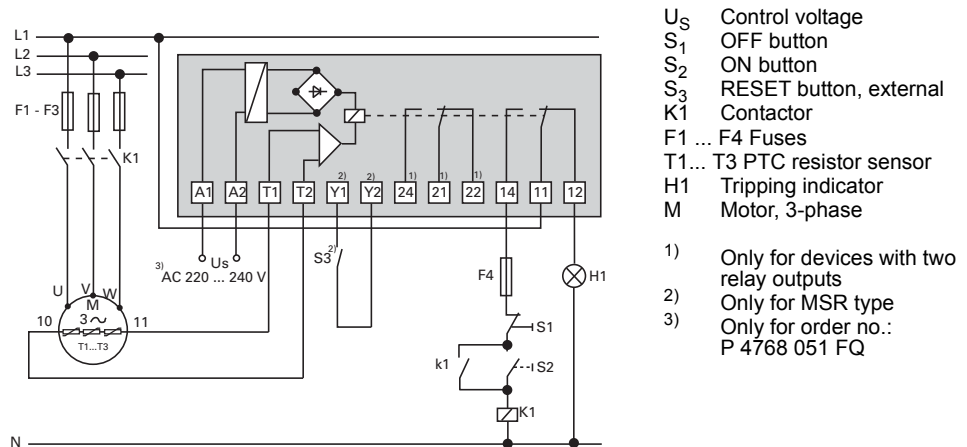 L1
L2
L3
F1 - F3
K1
A1 A2 T1 T2 Y1 Y2 24 21 22 14 11 12
2) 2) 1) 1) 1)
Us
3) AC 220 ... 240 V
S3 2)
F4
H1
S1
k1
S2
K1
U V W
M
3 ~
10 11
T1...T3
N
US Control voltage
S1 OFF button
S2 ON button
S3 RESET button, external
K1 Contactor
F1 ... F4 Fuses
T1... T3 PTC resistor sensor
H1 Tripping indicator
M Motor, 3-phase
1) Only for devices with two
relay outputs
2) Only for MSR type
3) Only for order no.:
P 4768 051 FQ